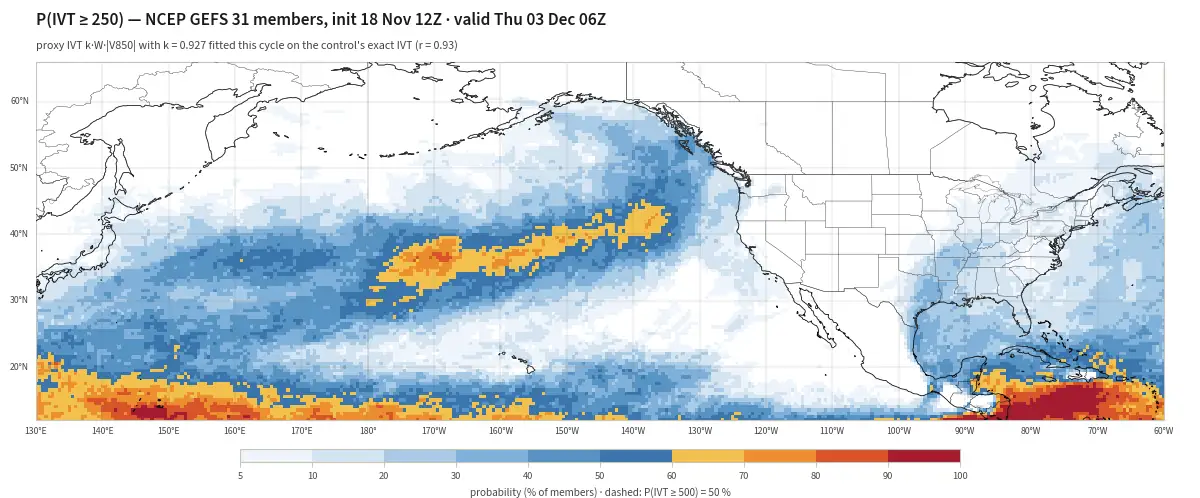 P(IVT ≥ 250) — NCEP GEFS 31 members, init 18 Nov 12Z · valid Thu 03 Dec 06Z
proxy IVT k·W·|V850| with k = 0.927 fitted this cycle on the control's exact IVT (r = 0.93)
60°N
50°N
40°N
30°N
20°N
130°E 140°E 150°E 160°E 170°E 180° 170°W 160°W 150°W 140°W 130°W 120°W 110°W 100°W 90°W 80°W 70°W 60°W
5 10 20 30 40 50 60 70 80 90 100
probability (% of members) · dashed: P(IVT ≥ 500) = 50 %